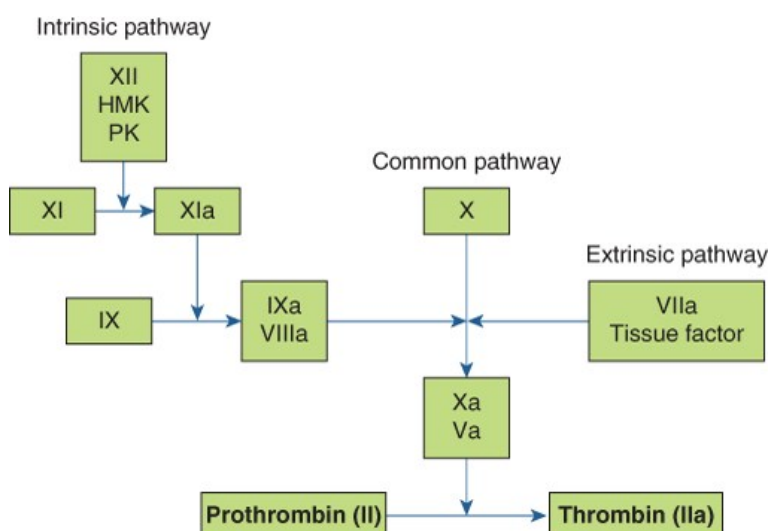 Intrinsic pathway
XII
HMK
PK
Common pathway
XI
XIa
X
Extrinsic pathway
IX
IXa
VIIIa
VIIa
Tissue factor
Xa
Va
Prothrombin (II)
Thrombin (IIa)